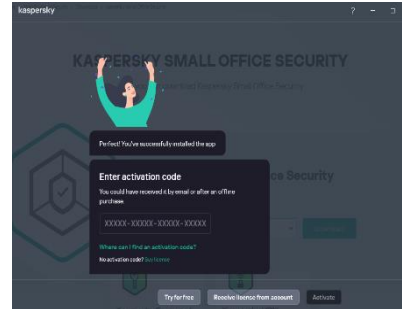 kaspersky
KASPERSKY SMALL OFFICE SECURITY
Perfect! You've successfully installed the app
Enter activation code
You could have received it by email or after an offline
purchase.
XXXXX-XXXXX-XXXXX-XXXXX
Where can I find an activation code?
No activation code? Buy license
Try for free
Receive license from account
Activate